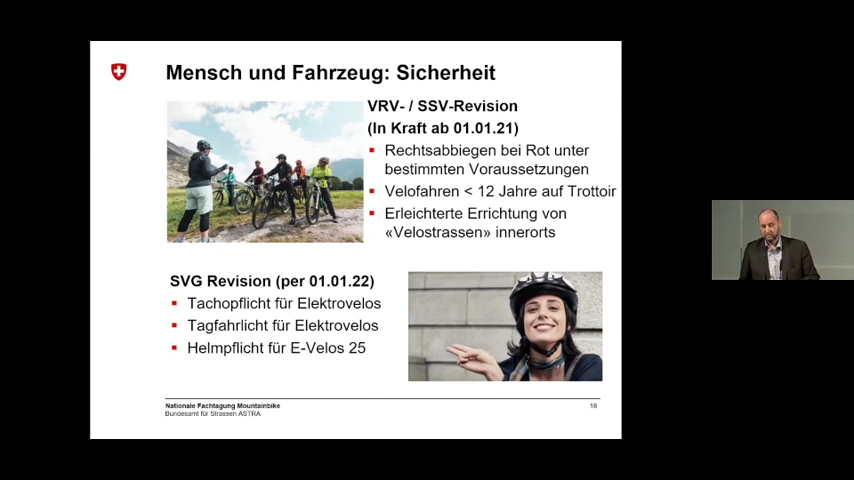 Mensch und Fahrzeug: Sicherheit
VRV- / SSV-Revision
(In Kraft ab 01.01.21)
▪ Rechtsabbiegen bei Rot unter
bestimmten Voraussetzungen
▪ Velofahren < 12 Jahre auf Trottoir
▪ Erleichterte Errichtung von
«Velostrassen» innerorts
SVG Revision (per 01.01.22)
▪ Tachopflicht für Elektrovelos
▪ Tagfahrlicht für Elektrovelos
▪ Helmpflicht für E-Velos 25
Nationale Fachtagung Mountainbike
Bundesamt für Strassen ASTRA
18